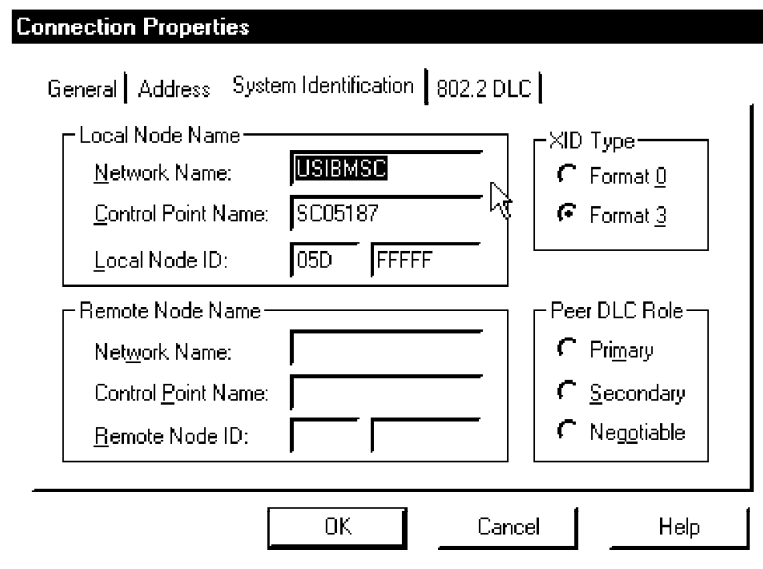 Connection Properties
General Address System Identification 802.2 DLC
Local Node Name
Network Name: USIBMSC
Control Point Name: SC05187
Local Node ID: 05D FFFFF
XID Type
Format 0
Format 3
Remote Node Name
Network Name:
Control Point Name:
Remote Node ID:
Peer DLC Role
Primary
Secondary
Negotiable
OK Cancel Help